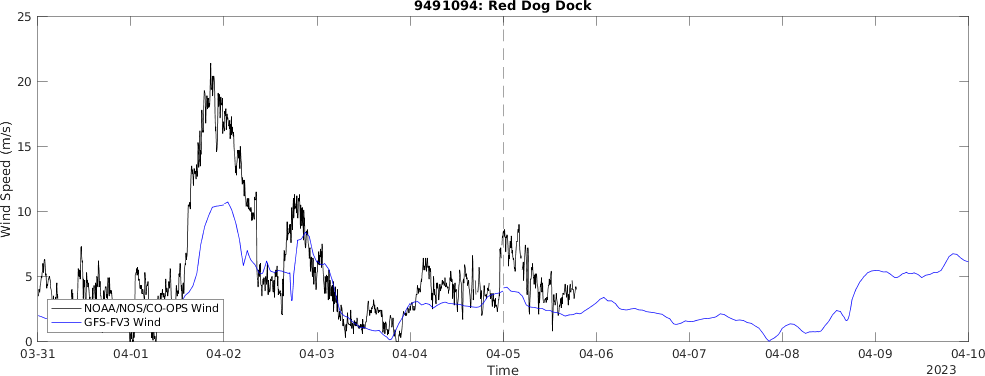 9491094: Red Dog Dock
25
20
15
10
5
0
Wind Speed (m/s)
NOAA/NOS/CO-OPS Wind
GFS-FV3 Wind
03-31 04-01 04-02 04-03 04-04 04-05 04-06 04-07 04-08 04-09 04-10
Time
2023